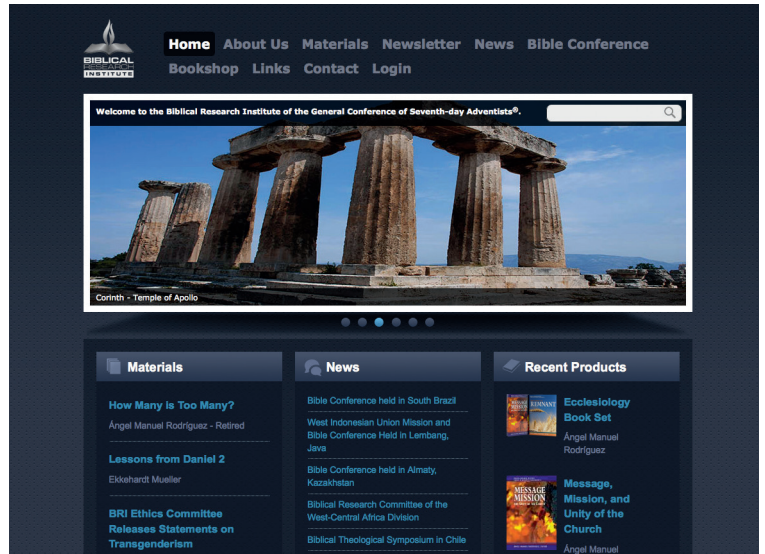 BIBLICAL
RESEARCH
INSTITUTE
Home About Us Materials Newsletter News Bible Conference
Bookshop Links Contact Login
Welcome to the Biblical Research Institute of the General Conference of Seventh-day Adventists®.
Corinth - Temple of Apollo
Materials
How Many is Too Many?
Ángel Manuel Rodríguez - Retired
Lessons from Daniel 2
Ekkehardt Mueller
BRI Ethics Committee
Releases Statements on
Transgenderism
News
Bible Conference held in South Brazil
West Indonesian Union Mission and
Bible Conference Held in Lembang,
Java
Bible Conference held in Almaty,
Kazakhstan
Biblical Research Committee of the
West-Central Africa Division
Biblical Theological Symposium in Chile
Recent Products
REMNANT
Ecclesiology
Book Set
Ángel Manuel
Rodríguez
MESSAGE
MISSION
Message,
Mission, and
Unity of the
Church
Ángel Manuel